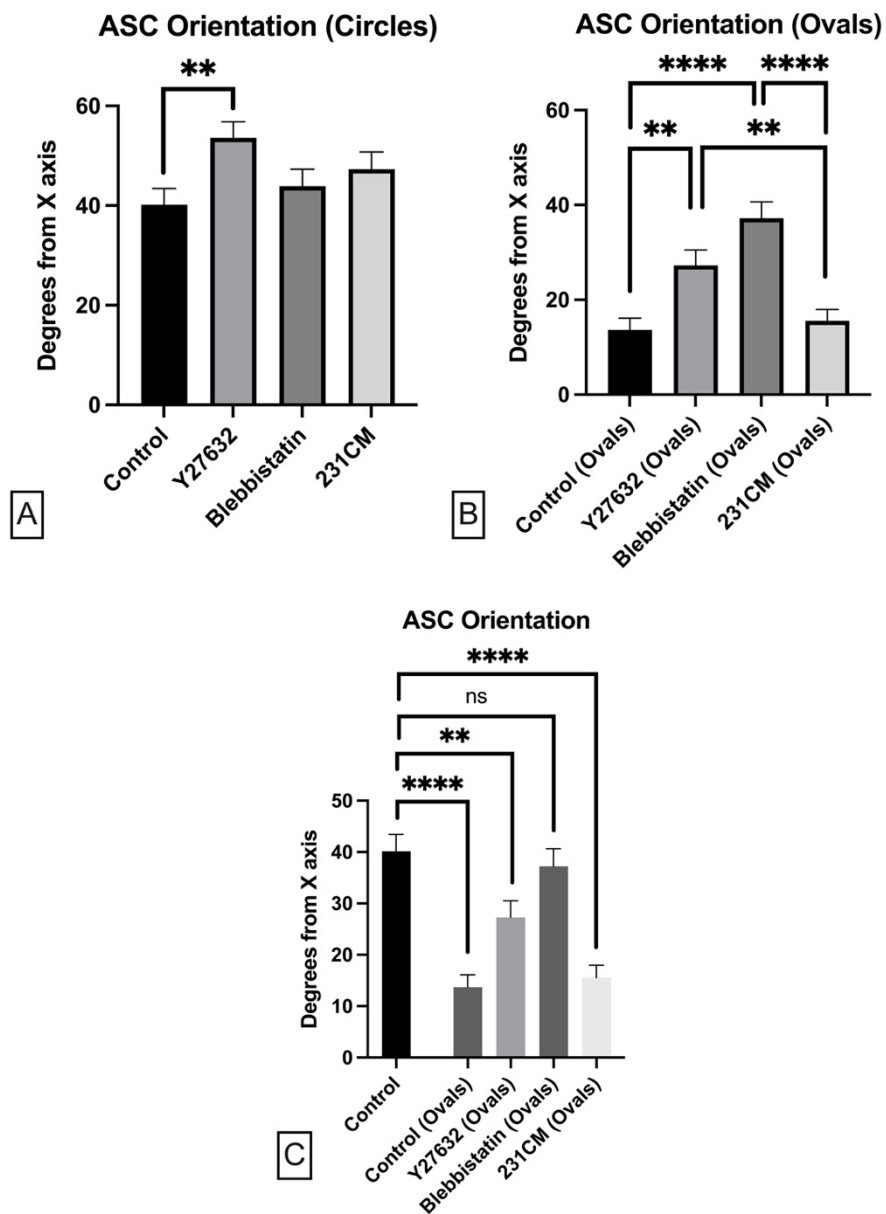 ASC Orientation (Circles)
**
Degrees from X axis
60
40
20
0
Control
Y27632
Blebbistatin
231CM
A
ASC Orientation (Ovals)
**** ****
** **
Degrees from X axis
60
40
20
0
Control (Ovals)
Y27632 (Ovals)
Blebbistatin (Ovals)
231CM (Ovals)
B
ASC Orientation
****
ns
**
****
Degrees from X axis
50
40
30
20
10
0
Control
Control (Ovals)
Y27632 (Ovals)
Blebbistatin (Ovals)
231CM (Ovals)
C